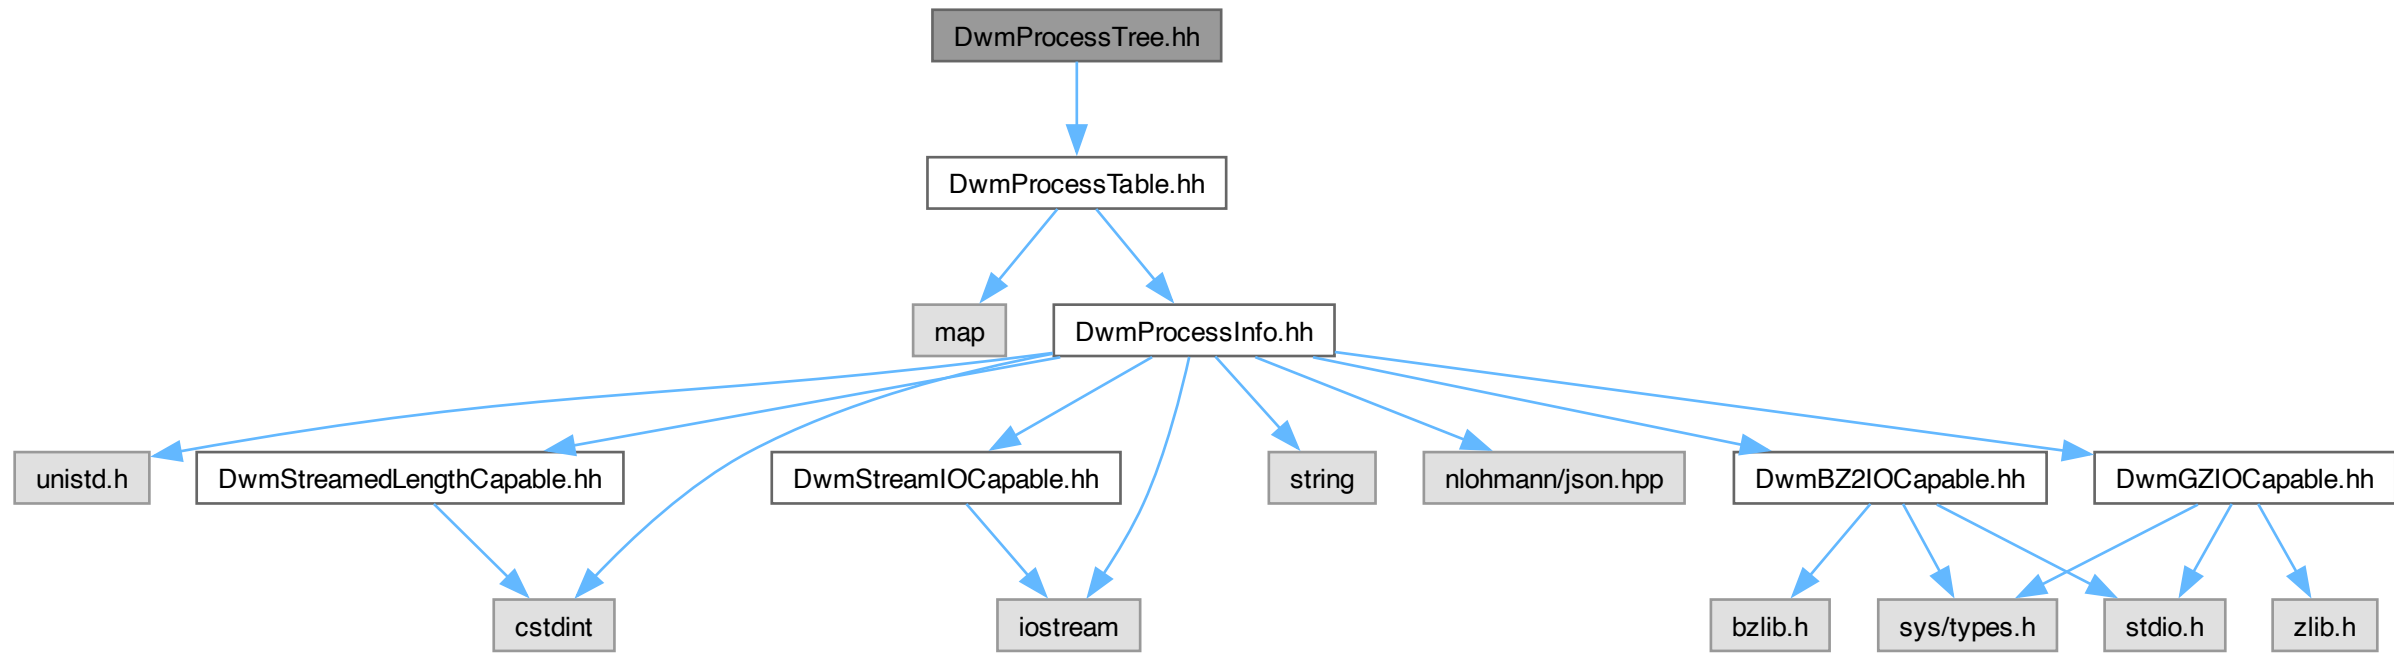 DwmProcessTree.hh
DwmProcessTable.hh
map
DwmProcessInfo.hh
unistd.h
DwmStreamedLengthCapable.hh
DwmStreamIOCapable.hh
string
nlohmann/json.hpp
DwmBZ2IOCapable.hh
DwmGZIOCapable.hh
cstdint
iostream
bzlib.h
sys/types.h
stdio.h
zlib.h